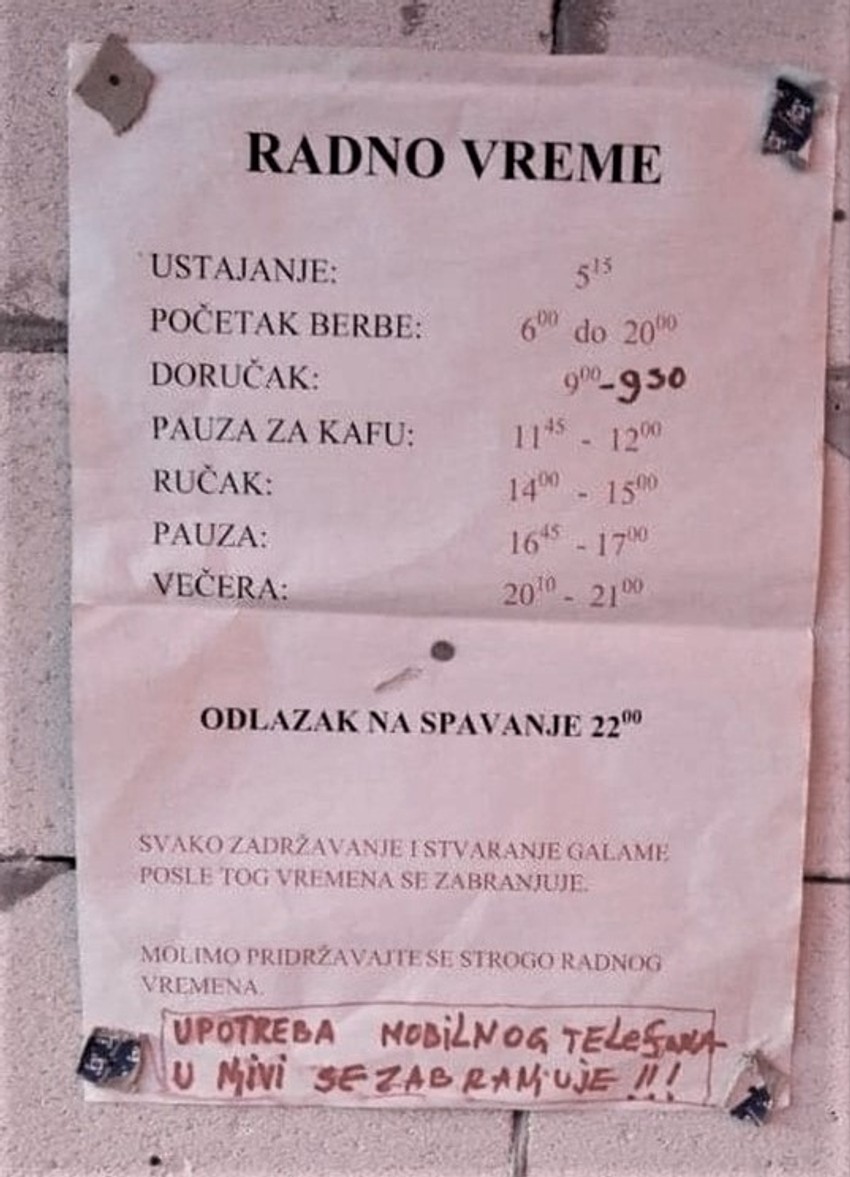 RADNO VREME
USTAJANJE: 5¹⁵
POČETAK BERBE: 6⁰⁰ do 20⁰⁰
DORUČAK: 9⁰⁰-930
PAUZA ZA KAFU: 11⁴⁵ - 12⁰⁰
RUČAK: 14⁰⁰ - 15⁰⁰
PAUZA: 16⁴⁵ - 17⁰⁰
VEČERA: 20¹⁰ - 21⁰⁰
ODLAZAK NA SPAVANJE 22⁰⁰
SVAKO ZADRŽAVANJE I STVARANJE GALAME
POSLE TOG VREMENA SE ZABRANJUJE.
MOLIMO PRIDRŽAVAJTE SE STROGO RADNOG
VREMENA.
UPOTREBA MOBILNOG TELEFONA
U NJIVI SE ZABRANJUJE !!!